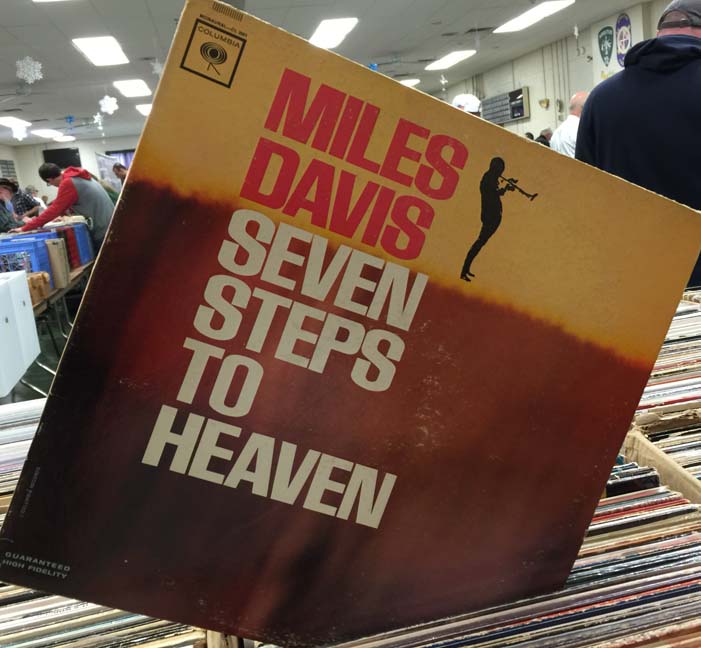 COLUMBIA
MILES
DAVIS
SEVEN
STEPS
TO
HEAVEN
GUARANTEED
HIGH FIDELITY